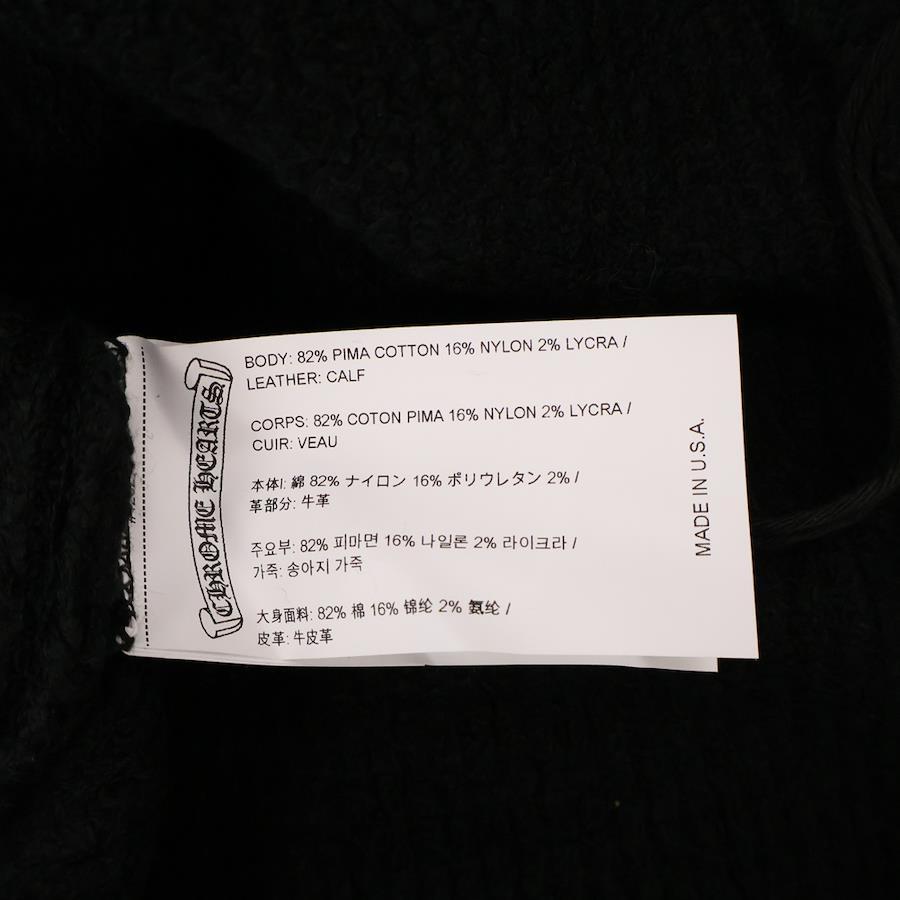 CHROME HEARTS
BODY: 82% PIMA COTTON 16% NYLON 2% LYCRA /
LEATHER: CALF
CORPS: 82% COTON PIMA 16% NYLON 2% LYCRA /
CUIR: VEAU
本体l: 綿 82% ナイロン 16% ポリウレタン 2% /
革部分: 牛革
주요부: 82% 피마면 16% 나일론 2% 라이크라 /
가죽: 송아지 가죽
大身面料: 82% 棉 16% 锦纶 2% 氨纶 /
皮革: 牛皮革
MADE IN U.S.A.